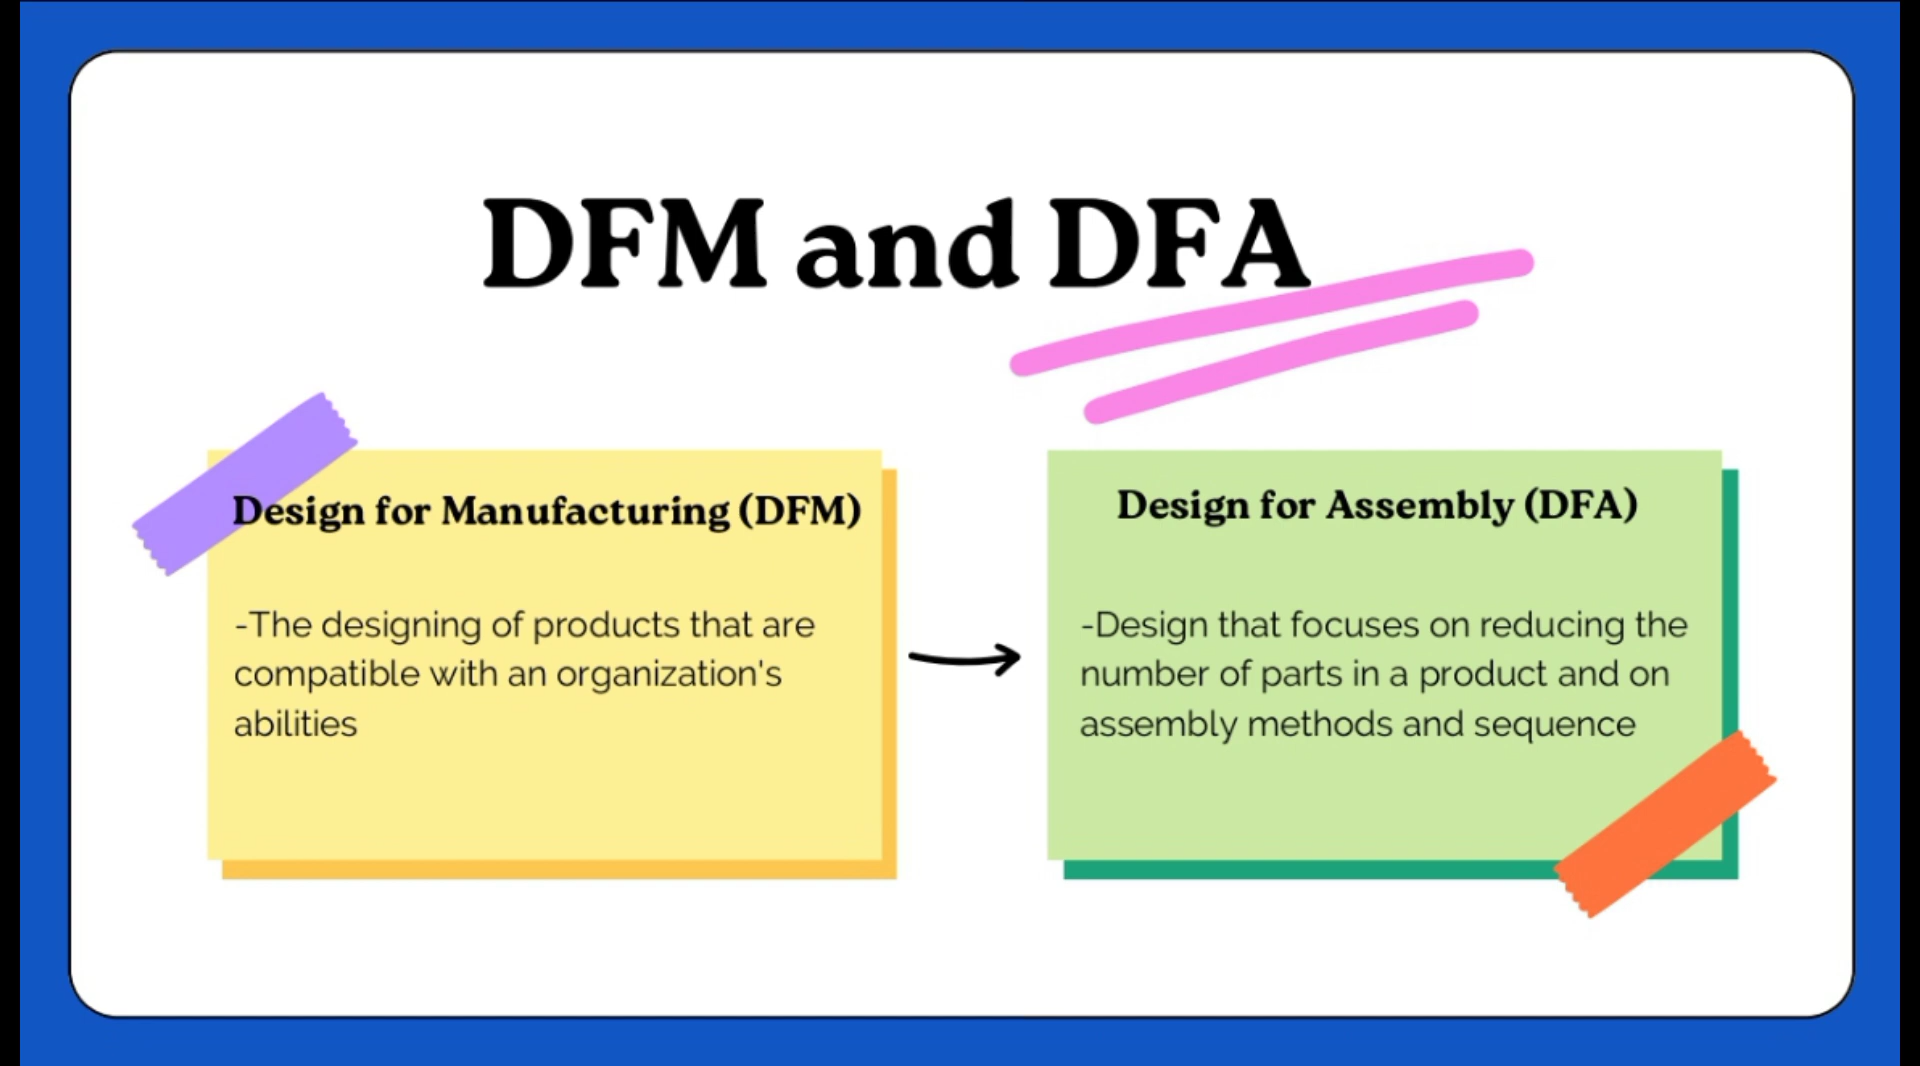 DFM and DFA
Design for Manufacturing (DFM)
-The designing of products that are
compatible with an organization's
abilities
Design for Assembly (DFA)
-Design that focuses on reducing the
number of parts in a product and on
assembly methods and sequence